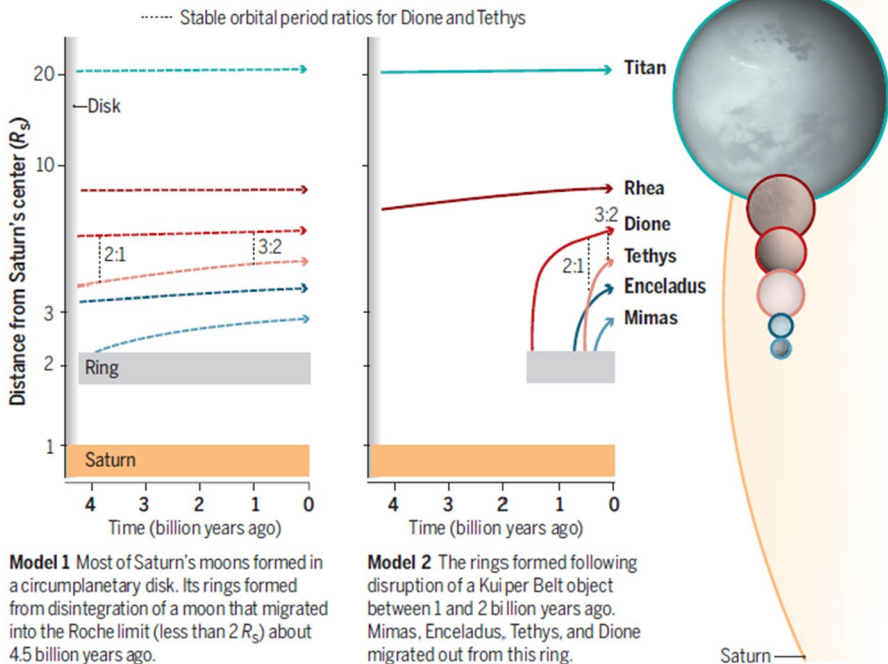 Stable orbital period ratios for Dione and Tethys
Distance from Saturn's center (Rs)
20
10
3
2
1
Disk
2:1
3:2
Ring
Saturn
4 3 2 1 0
Time (billion years ago)
Titan
Rhea
3:2
Dione
2:1
Tethys
Enceladus
Mimas
4 3 2 1 0
Time (billion years ago)
Model 1 Most of Saturn's moons formed in
a circumplanetary disk. Its rings formed
from disintegration of a moon that migrated
into the Roche limit (less than 2 Rs) about
4.5 billion years ago.
Model 2 The rings formed following
disruption of a Kuiper Belt object
between 1 and 2 billion years ago.
Mimas, Enceladus, Tethys, and Dione
migrated out from this ring.
Saturn